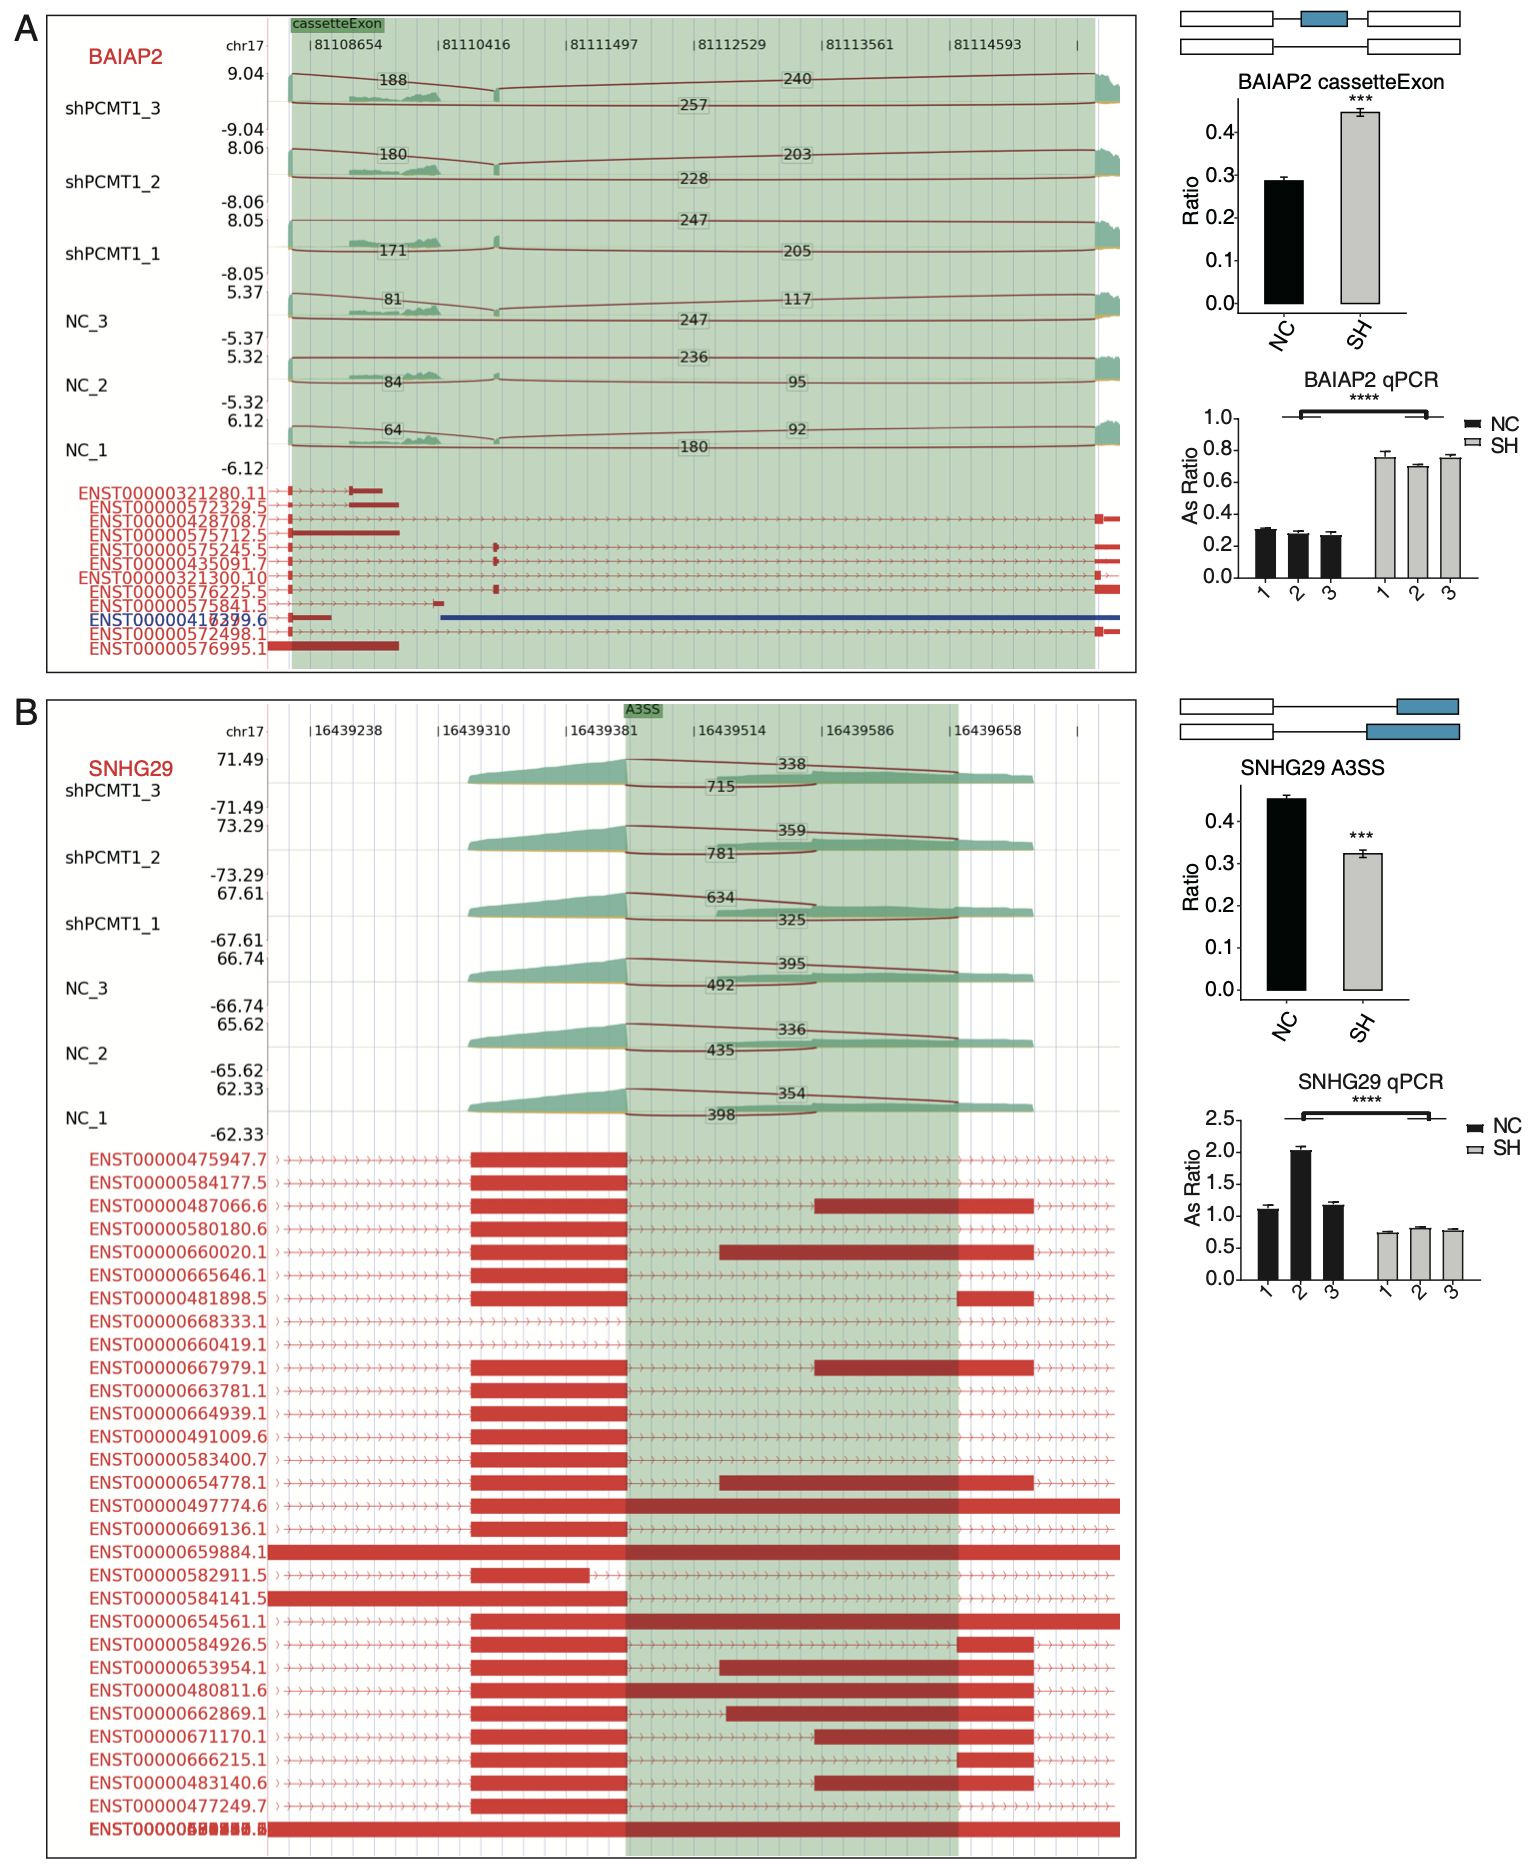 A
cassetteExon
chr17 81108654 81110416 81111497 81112529 81113561 81114593
BAIAP2
9.04
shPCMT1_3
-9.04
188 240
257
8.06
shPCMT1_2
-8.06
180 203
228
8.05
shPCMT1_1
-8.05
247
171 205
5.37
NC_3
-5.37
81 117
247
5.32
NC_2
-5.32
236
84 95
6.12
NC_1
-6.12
64 92
180
ENST00000321280.11
ENST00000572329.5
ENST00000428708.7
ENST00000575712.5
ENST00000575245.5
ENST00000435091.7
ENST00000321300.10
ENST00000576225.5
ENST00000575841.5
ENST00000572498.1
ENST00000576995.1
BAIAP2 cassetteExon
***
Ratio
0.4
0.3
0.2
0.1
0.0
NC SH
BAIAP2 qPCR
****
NC
SH
As Ratio
1.0
0.8
0.6
0.4
0.2
0.0
1 2 3 1 2 3
B
A3SS
chr17 16439238 16439310 16439381 16439514 16439586 16439658
SNHG29
71.49
shPCMT1_3
-71.49
338
715
73.29
shPCMT1_2
-73.29
359
781
67.61
shPCMT1_1
-67.61
634
325
66.74
NC_3
-66.74
395
492
65.62
NC_2
-65.62
336
435
62.33
NC_1
-62.33
354
398
ENST00000475947.7
ENST00000584177.5
ENST00000487066.6
ENST00000580180.6
ENST00000660020.1
ENST00000665646.1
ENST00000481898.5
ENST00000668333.1
ENST00000660419.1
ENST00000667979.1
ENST00000663781.1
ENST00000664939.1
ENST00000491009.6
ENST00000583400.7
ENST00000654778.1
ENST00000497774.6
ENST00000669136.1
ENST00000659884.1
ENST00000582911.5
ENST00000584141.5
ENST00000654561.1
ENST00000584926.5
ENST00000653954.1
ENST00000480811.6
ENST00000662869.1
ENST00000671170.1
ENST00000666215.1
ENST00000483140.6
ENST00000477249.7
SNHG29 A3SS
***
Ratio
0.4
0.3
0.2
0.1
0.0
NC SH
SNHG29 qPCR
****
NC
SH
As Ratio
2.5
2.0
1.5
1.0
0.5
0.0
1 2 3 1 2 3